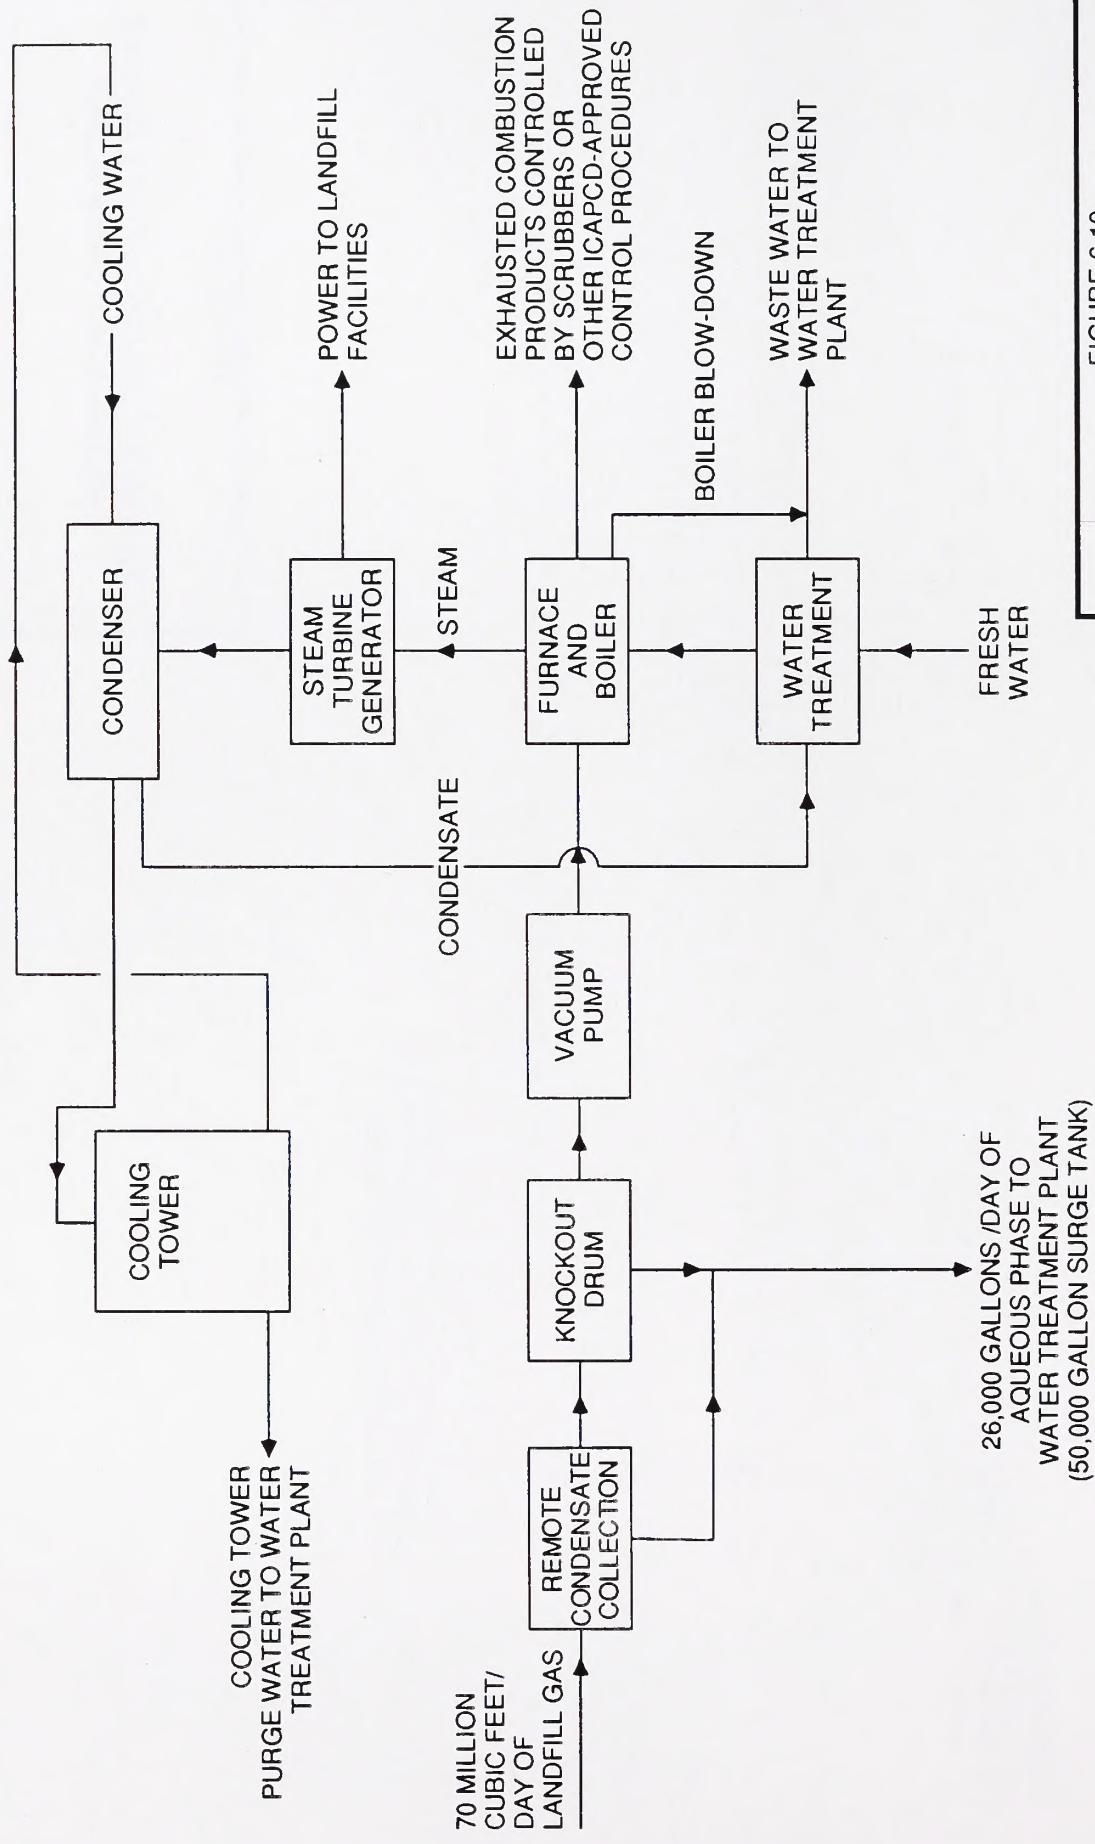 COOLING WATER
CONDENSER
COOLING
TOWER
COOLING TOWER
PURGE WATER TO WATER
TREATMENT PLANT
STEAM
TURBINE
GENERATOR
POWER TO LANDFILL
FACILITIES
STEAM
CONDENSATE
70 MILLION
CUBIC FEET/
DAY OF
LANDFILL GAS
REMOTE
CONDENSATE
COLLECTION
KNOCKOUT
DRUM
VACUUM
PUMP
FURNACE
AND
BOILER
EXHAUSTED COMBUSTION
PRODUCTS CONTROLLED
BY SCRUBBERS OR
OTHER ICAPCD-APPROVED
CONTROL PROCEDURES
BOILER BLOW-DOWN
WATER
TREATMENT
WASTE WATER TO
WATER TREATMENT
PLANT
FRESH
WATER
26,000 GALLONS /DAY OF
AQUEOUS PHASE TO
WATER TREATMENT PLANT
(50,000 GALLON SURGE TANK)
FIGURE